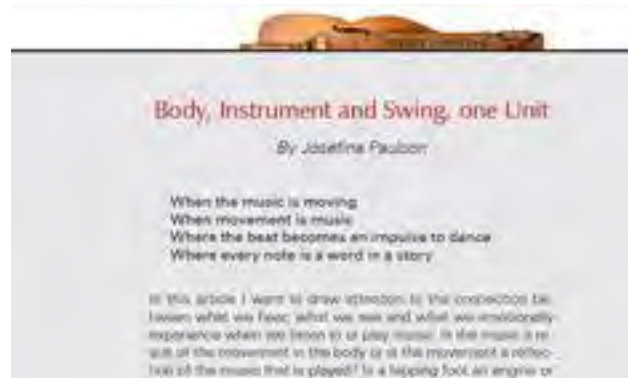 Body, Instrument and Swing, one Unit
By Josefina Paulson
When the music is moving
When movement is music
Where the beat becomes an impulse to dance
Where every note is a word in a story
In this article I want to draw attention to the connection be-
tween what we hear, what we see and what we emotionally
experience when we listen to or play music. Is the music a re-
sult of the movement in the body or is the movement a reflec-
tion of the music that is played? Is a tapping foot an engine or